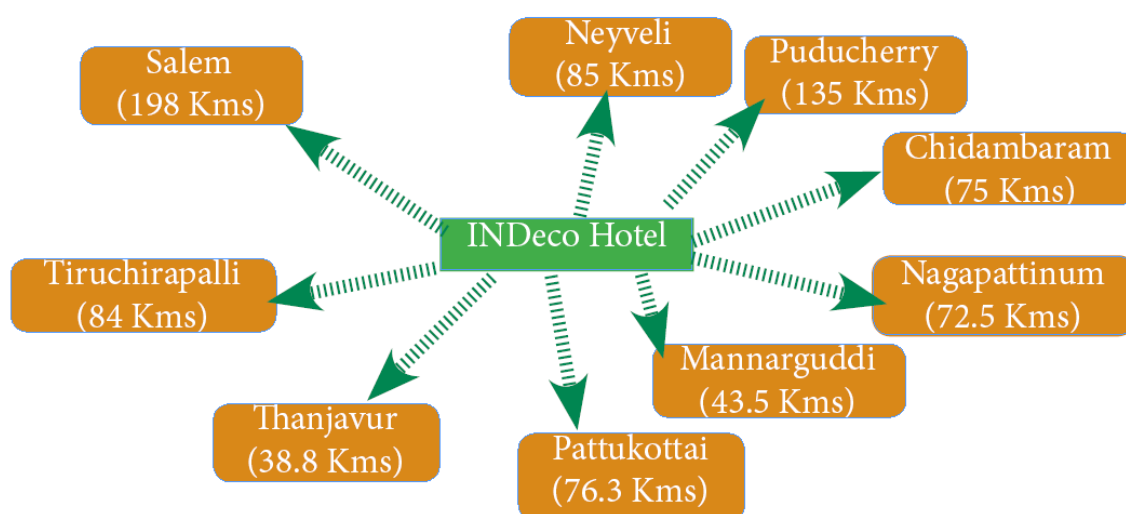 Neyveli
(85 Kms)
Puducherry
(135 Kms)
Salem
(198 Kms)
Chidambaram
(75 Kms)
INDeco Hotel
Tiruchirapalli
(84 Kms)
Nagapattinum
(72.5 Kms)
Mannarguddi
(43.5 Kms)
Thanjavur
(38.8 Kms)
Pattukottai
(76.3 Kms)